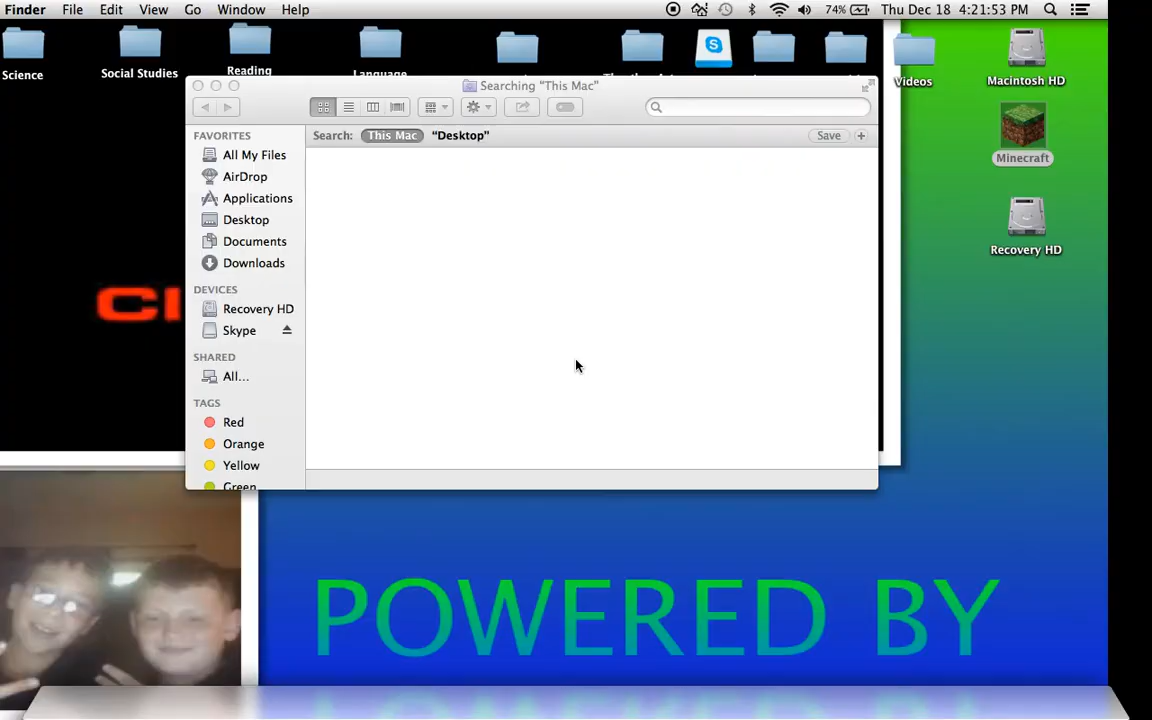 Finder File Edit View Go Window Help 74% Thu Dec 18 4:21:53 PM
Science
Social Studies
Reading
Language
Videos
Macintosh HD
Minecraft
Recovery HD
Searching "This Mac"
Search: This Mac "Desktop" Save +
FAVORITES
All My Files
AirDrop
Applications
Desktop
Documents
Downloads
DEVICES
Recovery HD
Skype
SHARED
All...
TAGS
Red
Orange
Yellow
Green
POWERED BY